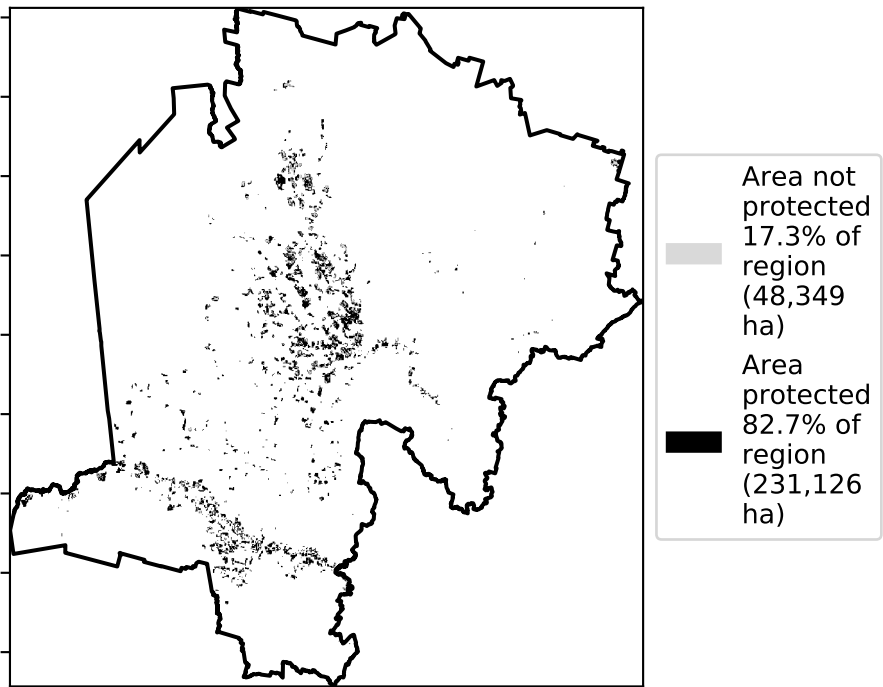 Area not
protected
17.3% of
region
(48,349
ha)
Area
protected
82.7% of
region
(231,126
ha)